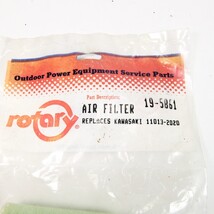 Outdoor Power Equipment Service Parts
Part Description:
AIR FILTER 19-5861
rotary
REPLACES KAWASAKI 11013-2020